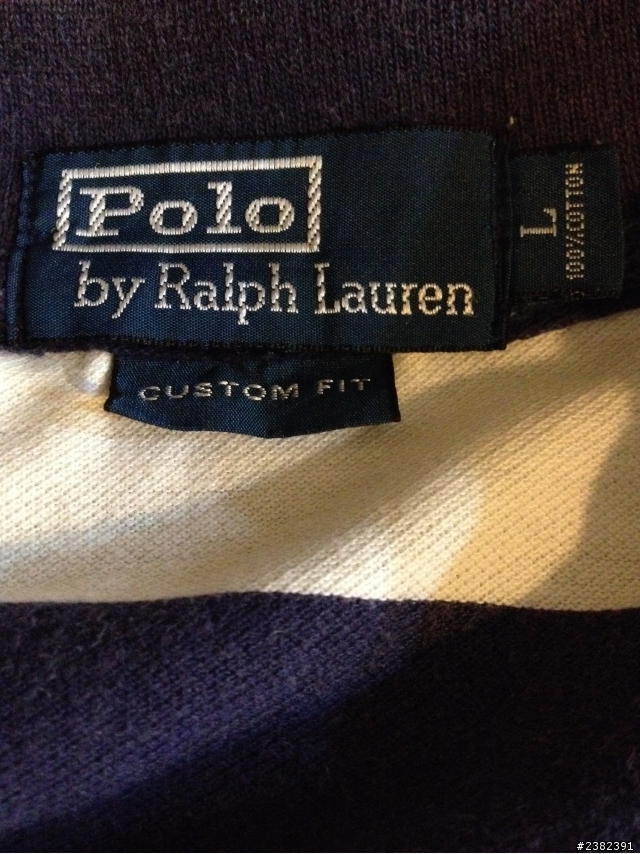 Polo
by Ralph Lauren
L
100% COTTON
CUSTOM FIT
#2382391